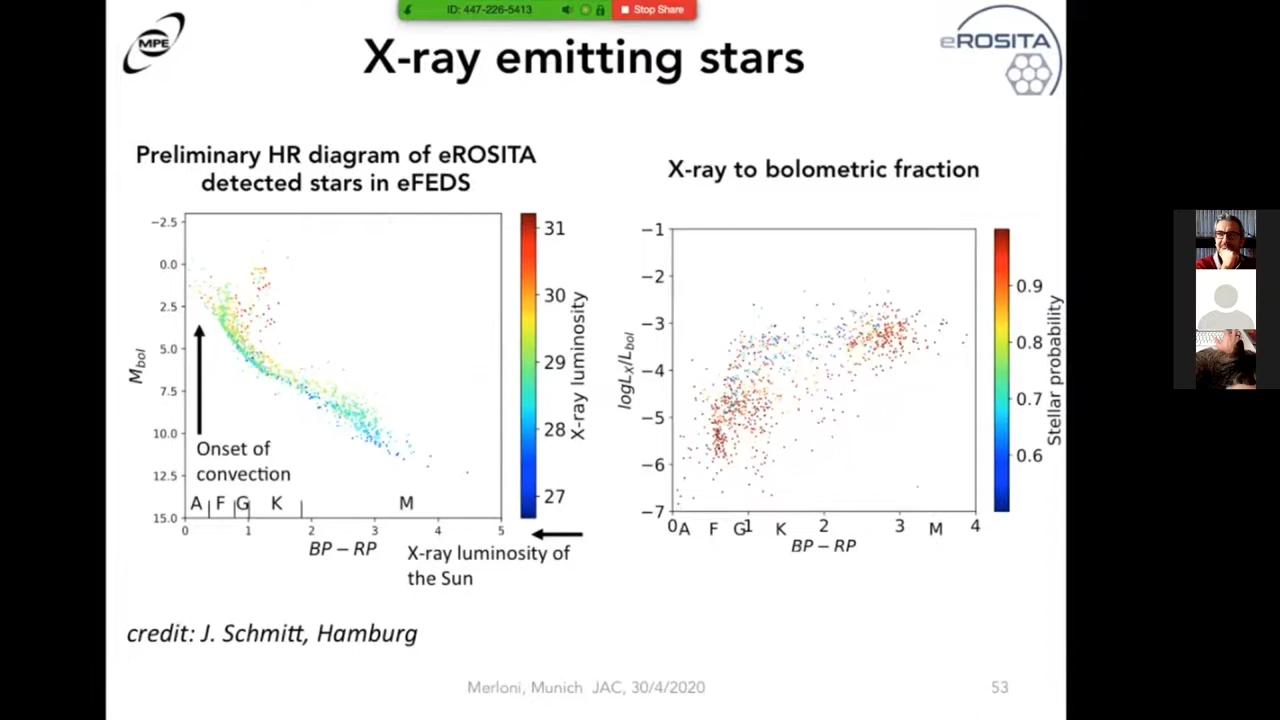 ID: 447-226-5413
Stop Share
MPE
eROSITA
X-ray emitting stars
Preliminary HR diagram of eROSITA
detected stars in eFEDS
−2.5
0.0
2.5
5.0
7.5
10.0
12.5
15.0
Mbol
Onset of
convection
A F G K M
0 1 2 3 4 5
BP − RP
31
30
29
28
27
X-ray luminosity
X-ray luminosity of
the Sun
X-ray to bolometric fraction
−1
−2
−3
−4
−5
−6
−7
logLX/Lbol
0 1 2 3 4
A F G K M
BP − RP
0.9
0.8
0.7
0.6
Stellar probability
credit: J. Schmitt, Hamburg
Merloni, Munich JAC, 30/4/2020
53